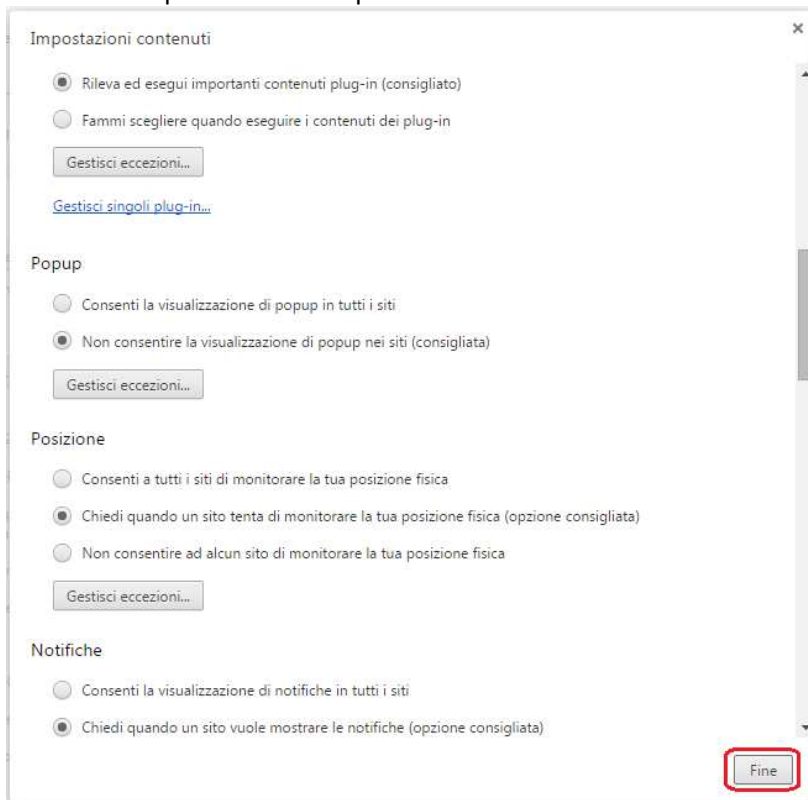 Impostazioni contenuti
Rileva ed esegui importanti contenuti plug-in (consigliato)
Fammi scegliere quando eseguire i contenuti dei plug-in
Gestisci eccezioni...
Gestisci singoli plug-in...
Popup
Consenti la visualizzazione di popup in tutti i siti
Non consentire la visualizzazione di popup nei siti (consigliata)
Gestisci eccezioni...
Posizione
Consenti a tutti i siti di monitorare la tua posizione fisica
Chiedi quando un sito tenta di monitorare la tua posizione fisica (opzione consigliata)
Non consentire ad alcun sito di monitorare la tua posizione fisica
Gestisci eccezioni...
Notifiche
Consenti la visualizzazione di notifiche in tutti i siti
Chiedi quando un sito vuole mostrare le notifiche (opzione consigliata)
Fine